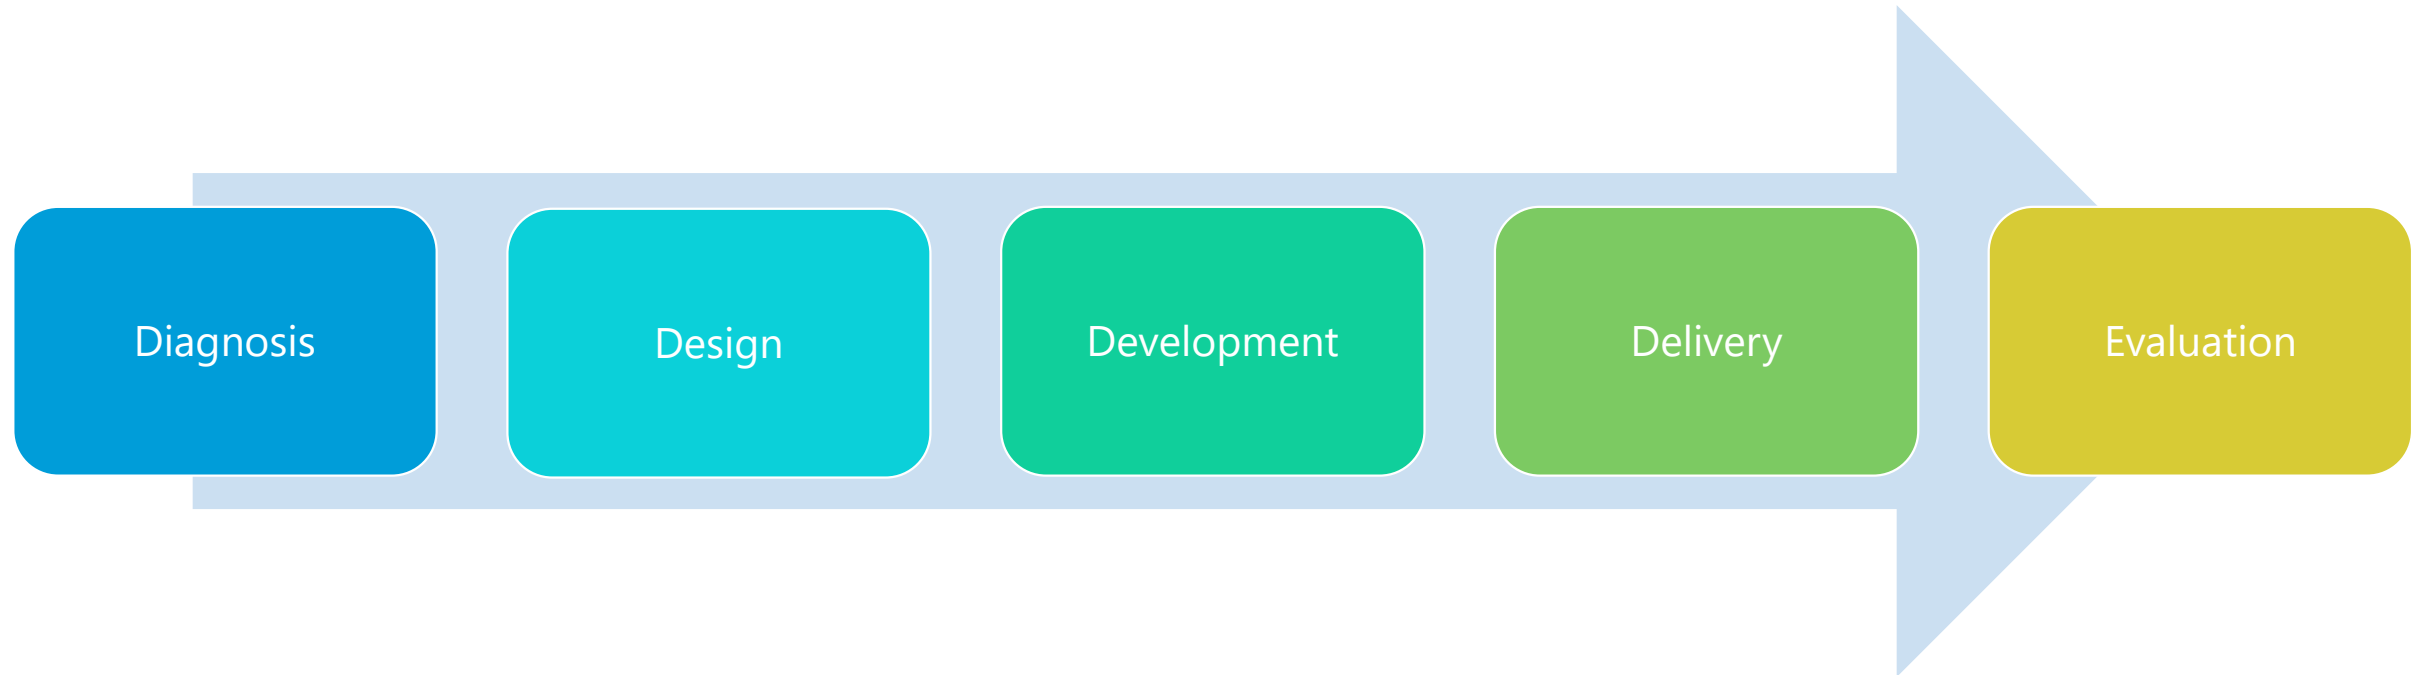 Diagnosis
Design
Development
Delivery
Evaluation